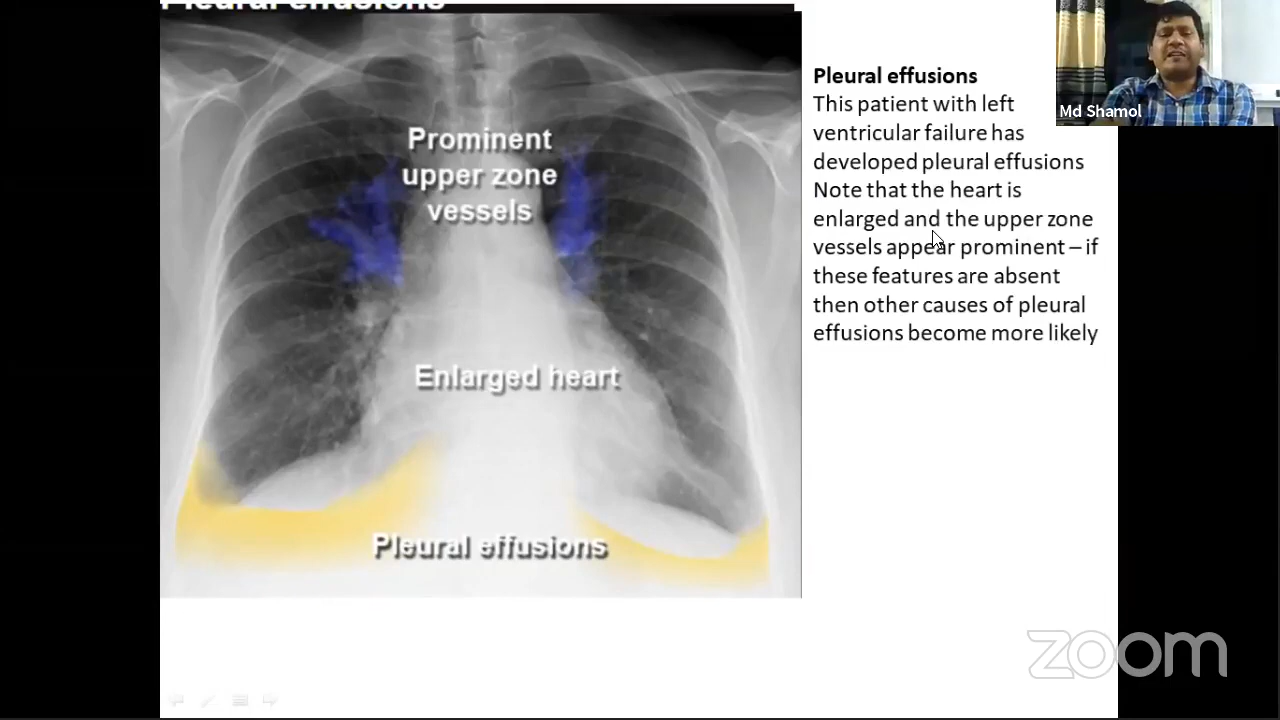 Pleural effusions
Prominent
upper zone
vessels
Enlarged heart
Pleural effusions
Pleural effusions
This patient with left
ventricular failure has
developed pleural effusions
Note that the heart is
enlarged and the upper zone
vessels appear prominent – if
these features are absent
then other causes of pleural
effusions become more likely
Md Shamol
zoom